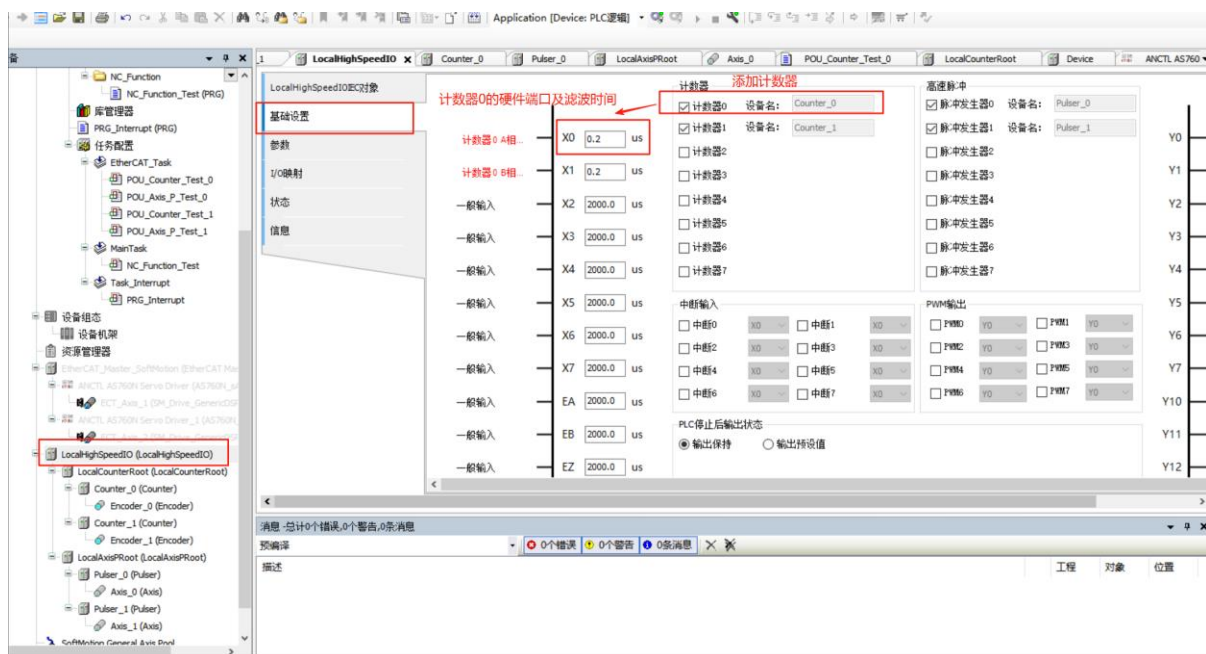 Application [Device: PLC逻辑]
备
_1
LocalHighSpeedIO
Counter_0
Pulser_0
LocalAxisPRoot
Axis_0
POU_Counter_Test_0
LocalHighSpeedIO
Device
ANCTL AS760
NC_Function
NC_Function_Test (PRG)
库管理器
PRG_Interrupt (PRG)
任务配置
EtherCAT_Task
POU_Counter_Test_0
POU_Axis_P_Test_0
POU_Counter_Test_1
POU_Axis_P_Test_1
MainTask
NC_Function_Test
Task_Interrupt
PRG_Interrupt
设备组态
设备机架
资源管理器
EtherCAT_Master_SoftMotion (EtherCAT Mas
ANCTL AS760N Servo Driver (AS760N_
ECT_Axis_1 (SM_Drive_GenericDSP
ANCTL AS760N Servo Driver_1 (AS760N_
ECT_Axis_2 (SM_Drive_GenericDSP
LocalHighSpeedIO (LocalHighSpeedIO)
LocalCounterRoot (LocalCounterRoot)
Counter_0 (Counter)
Encoder_0 (Encoder)
Counter_1 (Counter)
Encoder_1 (Encoder)
LocalAxisPRoot (LocalAxisPRoot)
Pulser_0 (Pulser)
Axis_0 (Axis)
Pulser_1 (Pulser)
Axis_1 (Axis)
SoftMotion General Axis Pool
LocalHighSpeedIOIEC对象
基础设置
参数
I/O映射
状态
信息
计数器0的硬件端口及滤波时间
计数器0 A相... X0 0.2 us
计数器0 B相... X1 0.2 us
一般输入 X2 2000.0 us
一般输入 X3 2000.0 us
一般输入 X4 2000.0 us
一般输入 X5 2000.0 us
一般输入 X6 2000.0 us
一般输入 X7 2000.0 us
一般输入 EA 2000.0 us
一般输入 EB 2000.0 us
一般输入 EZ 2000.0 us
计数器 添加计数器
计数器0 设备名: Counter_0
计数器1 设备名: Counter_1
计数器2
计数器3
计数器4
计数器5
计数器6
计数器7
高速脉冲
脉冲发生器0 设备名: Pulser_0
脉冲发生器1 设备名: Pulser_1
脉冲发生器2
脉冲发生器3
脉冲发生器4
脉冲发生器5
脉冲发生器6
脉冲发生器7
中断输入
中断0 X0 中断1 X0
中断2 X0 中断3 X0
中断4 X0 中断5 X0
中断6 X0 中断7 X0
PWM输出
PWM0 Y0 PWM1 Y0
PWM2 Y0 PWM3 Y0
PWM4 Y0 PWM5 Y0
PWM6 Y0 PWM7 Y0
PLC停止后输出状态
输出保持 输出预设值
Y0
Y1
Y2
Y3
Y4
Y5
Y6
Y7
Y10
Y11
Y12
消息 -总计0个错误,0个警告,0条消息
预编译
0个错误 0个警告 0条消息
描述 工程 对象 位置